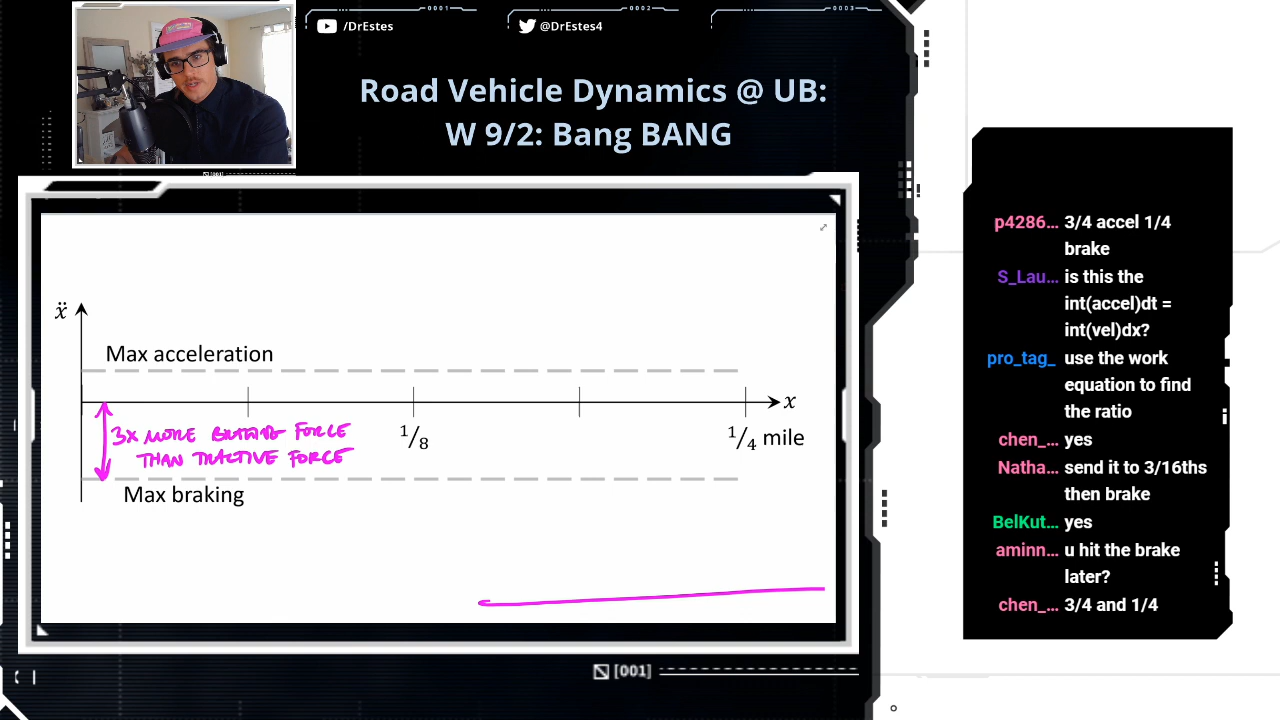 0001
0002
0003
/DrEstes
@DrEstes4
Road Vehicle Dynamics @ UB:
W 9/2: Bang BANG
[001]
ẍ
Max acceleration
x
3X MORE BRAKING FORCE
THAN TRACTIVE FORCE
1/8
1/4 mile
Max braking
[001]
p4286… 3/4 accel 1/4
brake
S_Lau… is this the
int(accel)dt =
int(vel)dx?
pro_tag_ use the work
equation to find
the ratio
chen_… yes
Natha… send it to 3/16ths
then brake
BelKut… yes
aminn… u hit the brake
later?
chen_… 3/4 and 1/4